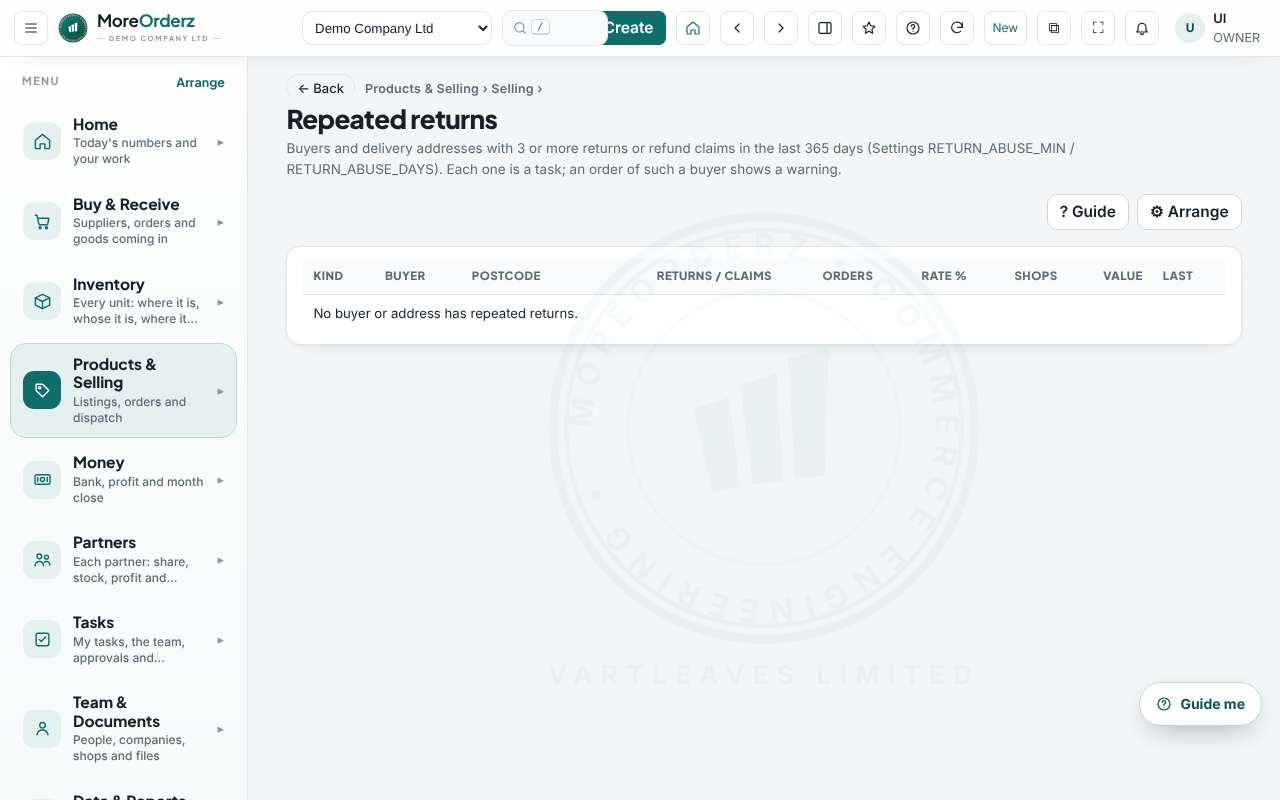 MoreOrderz
— DEMO COMPANY LTD —
Demo Company Ltd
/
Create
New
U
UI
OWNER
MENU
Arrange
Home
Today's numbers and
your work
Buy & Receive
Suppliers, orders and
goods coming in
Inventory
Every unit: where it is,
whose it is, where it...
Products &
Selling
Listings, orders and
dispatch
Money
Bank, profit and month
close
Partners
Each partner: share,
stock, profit and...
Tasks
My tasks, the team,
approvals and...
Team &
Documents
People, companies,
shops and files
Data & Reports
← Back
Products & Selling › Selling ›
Repeated returns
Buyers and delivery addresses with 3 or more returns or refund claims in the last 365 days (Settings RETURN_ABUSE_MIN /
RETURN_ABUSE_DAYS). Each one is a task; an order of such a buyer shows a warning.
? Guide
⚙ Arrange
KIND BUYER POSTCODE RETURNS / CLAIMS ORDERS RATE % SHOPS VALUE LAST
No buyer or address has repeated returns.
MOREORDERZ • COMMERCE ENGINEERING •
VARTLEAVES LIMITED
Guide me